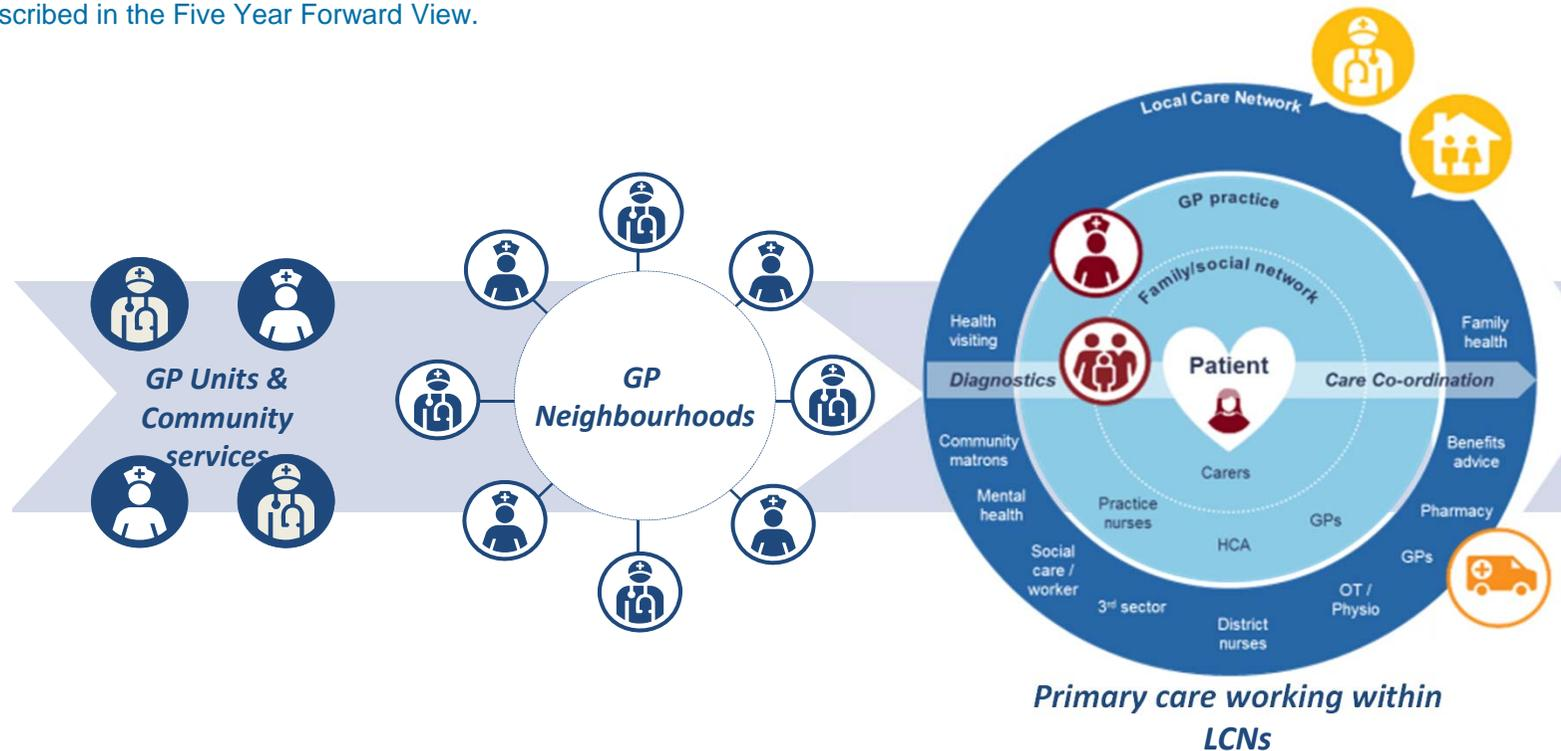 scribed in the Five Year Forward View.
GP Units &
Community
services
GP
Neighbourhoods
Local Care Network
GP practice
Family/social network
Patient
Health
visiting
Family
health
Diagnostics
Care Co-ordination
Community
matrons
Benefits
advice
Carers
Mental
health
Practice
nurses
GPs
Pharmacy
HCA
Social
care /
worker
GPs
3rd sector
OT /
Physio
District
nurses
Primary care working within
LCNs